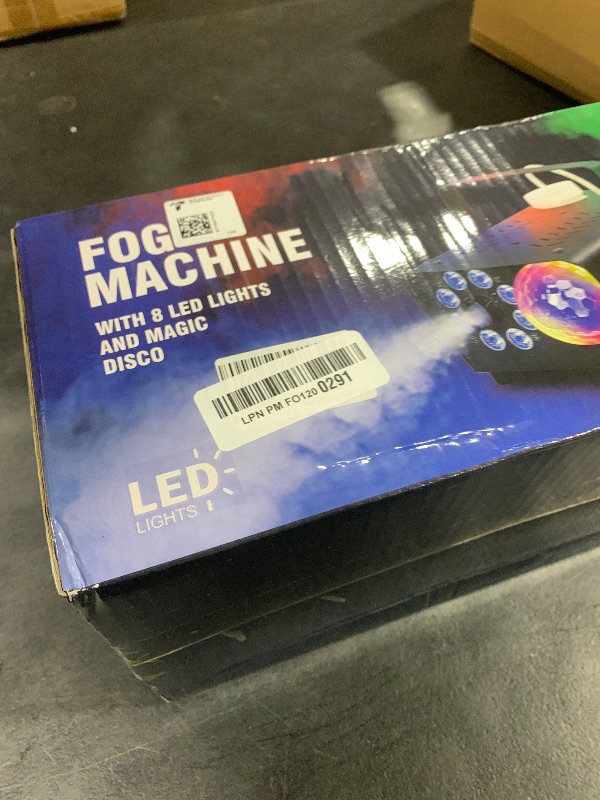 FOG
MACHINE
WITH 8 LED LIGHTS
AND MAGIC
DISCO
LPN PM FO120 0291
LED
LIGHTS